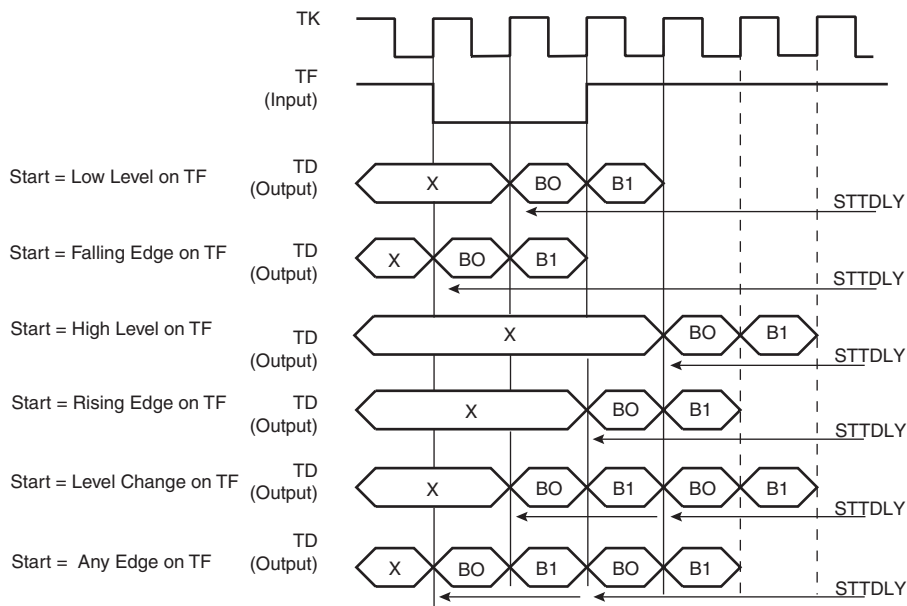 TK
TF
(Input)
Start = Low Level on TF
TD
(Output)
X
BO
B1
STTDLY
Start = Falling Edge on TF
TD
(Output)
X
BO
B1
STTDLY
Start = High Level on TF
TD
(Output)
X
BO
B1
STTDLY
Start = Rising Edge on TF
TD
(Output)
X
BO
B1
STTDLY
Start = Level Change on TF
TD
(Output)
X
BO
B1
BO
B1
STTDLY
Start = Any Edge on TF
TD
(Output)
X
BO
B1
BO
B1
STTDLY